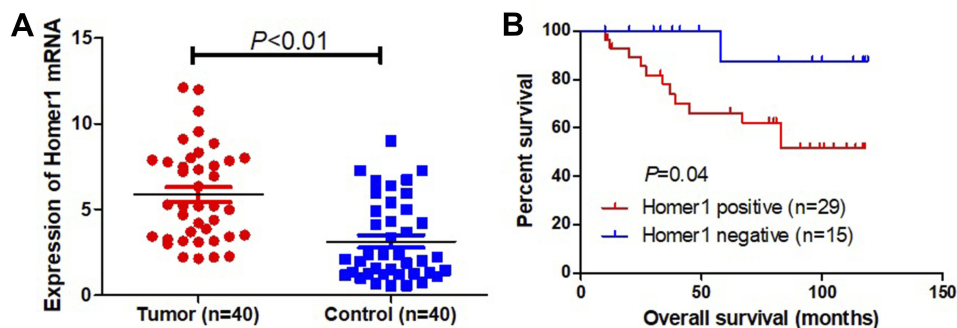 A
Expression of Homer1 mRNA
15
10
5
0
P<0.01
Tumor (n=40)
Control (n=40)
B
Percent survival
100
80
60
40
20
0
P=0.04
Homer1 positive (n=29)
Homer1 negative (n=15)
0
50
100
150
Overall survival (months)